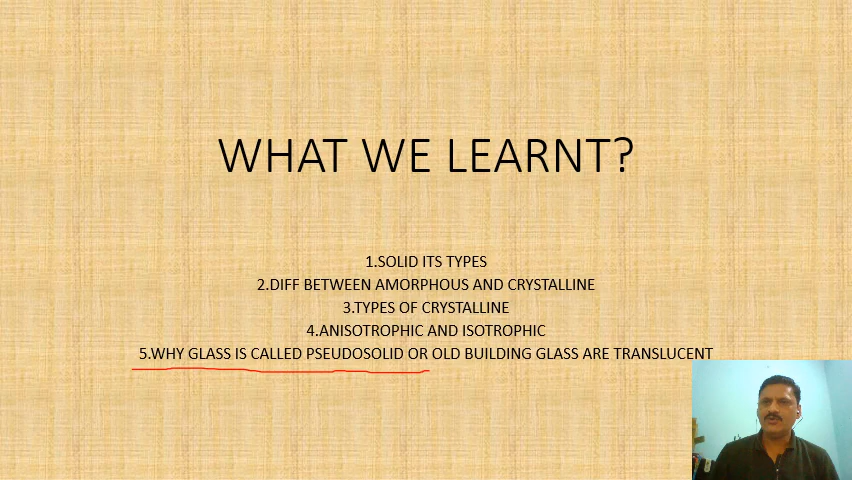 WHAT WE LEARNT?
1.SOLID ITS TYPES
2.DIFF BETWEEN AMORPHOUS AND CRYSTALLINE
3.TYPES OF CRYSTALLINE
4.ANISOTROPHIC AND ISOTROPHIC
5.WHY GLASS IS CALLED PSEUDOSOLID OR OLD BUILDING GLASS ARE TRANSLUCENT